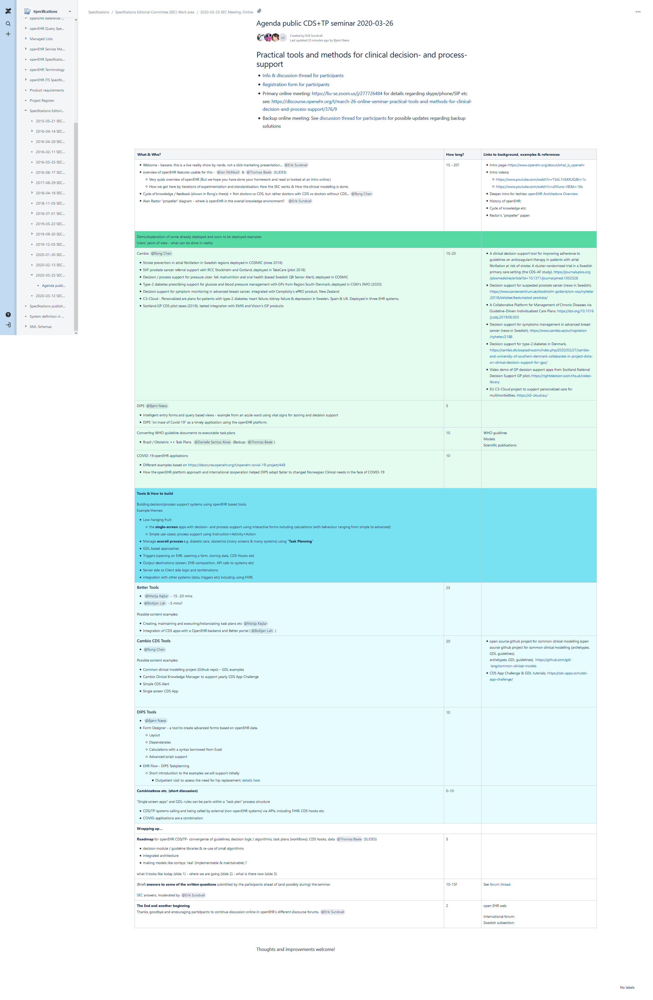 Specifications
openEHR Reference ...
openEHR Query Spe...
Managed Lists
openEHR Service Mo...
openEHR Specificatio...
openEHR Terminology
openEHR ITS Specific...
Product requirements
Project Register
Specifications Editori...
2015-05-21 SEC...
2016-04-14 SEC...
2016-04-28 SEC...
2016-02-11 SEC...
2016-05-25 SEC...
2016-06-17 SEC...
2017-08-29 SEC...
2018-04-18 SEC...
2018-11-05 SEC...
2018-07-01 SEC...
2019-05-22 SEC...
2019-09-30 SEC...
2019-12-05 SEC...
2020-01-30 SEC...
2020-02-13 SEC...
2020-03-25 SEC...
Agenda publi...
2020-03-12 SEC...
Specifications publish...
System definition in ...
XML Schemas
Specifications / Specifications Editorial Committee (SEC) Work area / 2020-03-25 SEC Meeting, Online
Agenda public CDS+TP seminar 2020-03-26
+2
Created by Erik Sundvall
Last updated 35 minutes ago by Bjørn Næss
Practical tools and methods for clinical decision- and process-
support
Info & discussion thread for participants
Registration form for participants
Primary online meeting: https://liu-se.zoom.us/j/277726484 for details regarding skype/phone/SIP etc
see: https://discourse.openehr.org/t/march-26-online-seminar-practical-tools-and-methods-for-clinical-
decision-and-process-support/376/9
Backup online meeting: See discussion thread for participants for possible updates regarding backup
solutions
What & Who?
How long?
Links to background, examples & references
Welcome - beware, this is a live reality show by nerds, not a slick marketing presentation... @Erik Sundvall
overview of openEHR features usable for this - @Ian McNicoll & @Thomas Beale (SLIDES)
Very quick overview of openEHR (But we hope you have done your homework and read or looked at an intro online.)
How we got here by iterations of experimentation and standardisation. How the SEC works & How the clinical modelling is done.
Cycle of knowledge / feedback (shown in Rong's thesis) + Not doctors vs CDS, but rather doctors with CDS vs doctors without CDS... @Rong Chen
Alan Rector "propeller" diagram - where is openEHR in the overall knowledge environment? @Erik Sundvall
15 - 20?
Intro page: https://www.openehr.org/about/what_is_openehr
Intro videos:
https://www.youtube.com/watch?v=Y3dL1hS4XUQ&t=1s
https://www.youtube.com/watch?v=s0Vuno-iIlE&t=16s
Deeper intro for techies: openEHR Architecture Overview
History of openEHR:
Cycle of knowledge etc:
Rector's "propeller" paper:
Demo/explanation of some already deployed and soon to be deployed examples
Users' point of view - what can be done in reality
Cambio @Rong Chen
Stroke prevention in atrial fibrillation in Swedish regions deployed in COSMIC (since 2016)
SVF prostate cancer referral support with RCC Stockholm and Gotland, deployed in TakeCare (pilot 2018)
Decision / process support for pressure ulcer, fall, malnutrition and oral health (based Swedish QR Senior Alert), deployed in COSMIC
Type-2 diabetes prescribing support for glucose and blood pressure management with GPs from Region South Denmark, deployed in CGM's XMO (2020)
Decision support for symptom monitoring in advanced breast cancer, integrated with Cemplicity's ePRO product, New Zealand
C3-Cloud - Personalized are plans for patients with type-2 diabetes, heart failure, kidney failure & depression in Sweden, Spain & UK. Deployed in three EHR systems.
Scotland GP CDS pilot cases (2018), tested integration with EMIS and Vision's GP products
15-20
A clinical decision support tool for improving adherence to
guidelines on anticoagulant therapy in patients with atrial
fibrillation at risk of stroke: A cluster-randomized trial in a Swedish
primary care setting (the CDS-AF study), https://journals.plos.org
/plosmedicine/article?id=10.1371/journal.pmed.1002528
Decision support for suspected prostate cancer (news in Swedish),
https://www.cancercentrum.se/stockholm-gotland/om-oss/nyheter
/2018/oktober/beslutsstod-prostata/
A Collaborative Platform for Management of Chronic Diseases via
Guideline-Driven Individualized Care Plans, https://doi.org/10.1016
/j.csbj.2019.06.003
Decision support for symptoms management in advanced breast
cancer (news in Swedish), https://www.cambio.se/sv/inspiration
/nyheter/2188
Decision support for type-2 diabetes in Denmark,
https://cambio.dk.loopiadns.com/index.php/2020/02/27/cambio-
and-university-of-southern-denmark-collaborate-in-project-dicta-
on-clinical-decision-support-for-gps/
Video demo of GP decision support apps from Scotland National
Decision Support GP pilot, https://rightdecision.scot.nhs.uk/video-
library
EU C3-Cloud project to support personalized care for
multimorbidities, https://c3-cloud.eu/
DIPS @Bjørn Næss
Intelligent entry forms and query based views - example from an acute ward using vital signs for scoring and decision support
DIPS "on trace of Covid-19" as a timely application using the openEHR platform.
5
Converting WHO guideline documents to executable task plans
Brazil / Obstetric ++ Task Plans @Danielle Santos Alves (Backup: @Thomas Beale )
10
WHO guidlines
Models
Scientific publications
COVID-19 openEHR applications
Different examples based on https://discourse.openehr.org/t/openehr-covid-19-project/448
How the openEHR platform approach and international cooperation helped DIPS adapt faster to changed Norwegian Clinical needs in the face of COVID-19
10
Tools & How to build
Building decision/process support systems using openEHR based tools.
Example themes:
Low-hanging fruit:
the single-screen apps with decision- and process-support using interactive forms including calculations (with behaviour ranging from simple to advanced)
Simple use-cases: process support using Instruction+Activity+Action
Manage overall process e.g. diabetic care, obstetrics (many screens & many systems) using "Task Planning"
GDL based approaches
Triggers (opening an EHR, opening a form, storing data, CDS Hooks etc)
Output destinations (screen, EHR-composition, API calls to systems etc)
Server side vs Client side logic and combinations
integration with other systems (data, triggers etc) including using FHIR.
Better Tools
@Matija Kejžar - 15 -20 mins
@Boštjan Lah - 5 mins?
Possible content examples:
Creating, maintaining and executing/instanciating task plans etc @Matija Kejžar
Integration of CDS apps with a OpenEHR backend and Better portal ( @Boštjan Lah )
25
Cambio CDS Tools
@Rong Chen
Possible content examples:
Common clinical modelling project (Github repo) - GDL examples
Cambio Clinical Knowledge Manager to support yearly CDS App Challenge
Simple CDS Alert
Single screen CDS App
20
open source github project for common clinical modelling (open
source github project for common clinical modelling (archetypes,
GDL guidelines),
archetypes, GDL guidelines), https://github.com/gdl-
lang/common-clinical-models
CDS App Challenge & GDL tutorials, https://cds-apps.com/cds-
app-challenge/
DIPS Tools
@Bjørn Næss
Form Designer - a tool to create advanced forms based on openEHR data.
Layout
Dependencies
Calculations with a syntax borrowed from Excel
Advanced script support
EHR Flow - DIPS Taskplanning
Short introduction to the examples we will support initially
Outpatient visit to assess the need for hip replacement: details here
10
Combinations etc. (short discussion)
"Single screen apps" and GDL-rules can be parts within a "task plan" process structure
CDS/TP-systems calling and being called by external (non-openEHR systems) via APIs, including FHIR, CDS hooks etc.
COVID-applications are a combination
0-10
Wrapping up...
Roadmap for openEHR CDS/TP- convergence of guidelines, decision logic / algorithms, task plans (workflows), CDS hooks, data @Thomas Beale (SLIDES)
decision module / guideline libraries & re-use of small algorithms
integrated architecture
making models like contsys 'real' (implementable & maintainable) ?
what it looks like today (slide 1) - where we are going (slide 2) - what is there now (slide 3)
5
(Brief) answers to some of the written questions submitted by the participants ahead of (and possibly during) the seminar.
SEC answers, moderated by @Erik Sundvall
10-15?
See forum thread
The End and another beginning
Thanks, goodbye and encouraging participants to continue discussion online in openEHR's different discourse forums. @Erik Sundvall
2
open EHR web
International forum:
Swedish subsection:
Thoughts and improvements welcome!
No labels